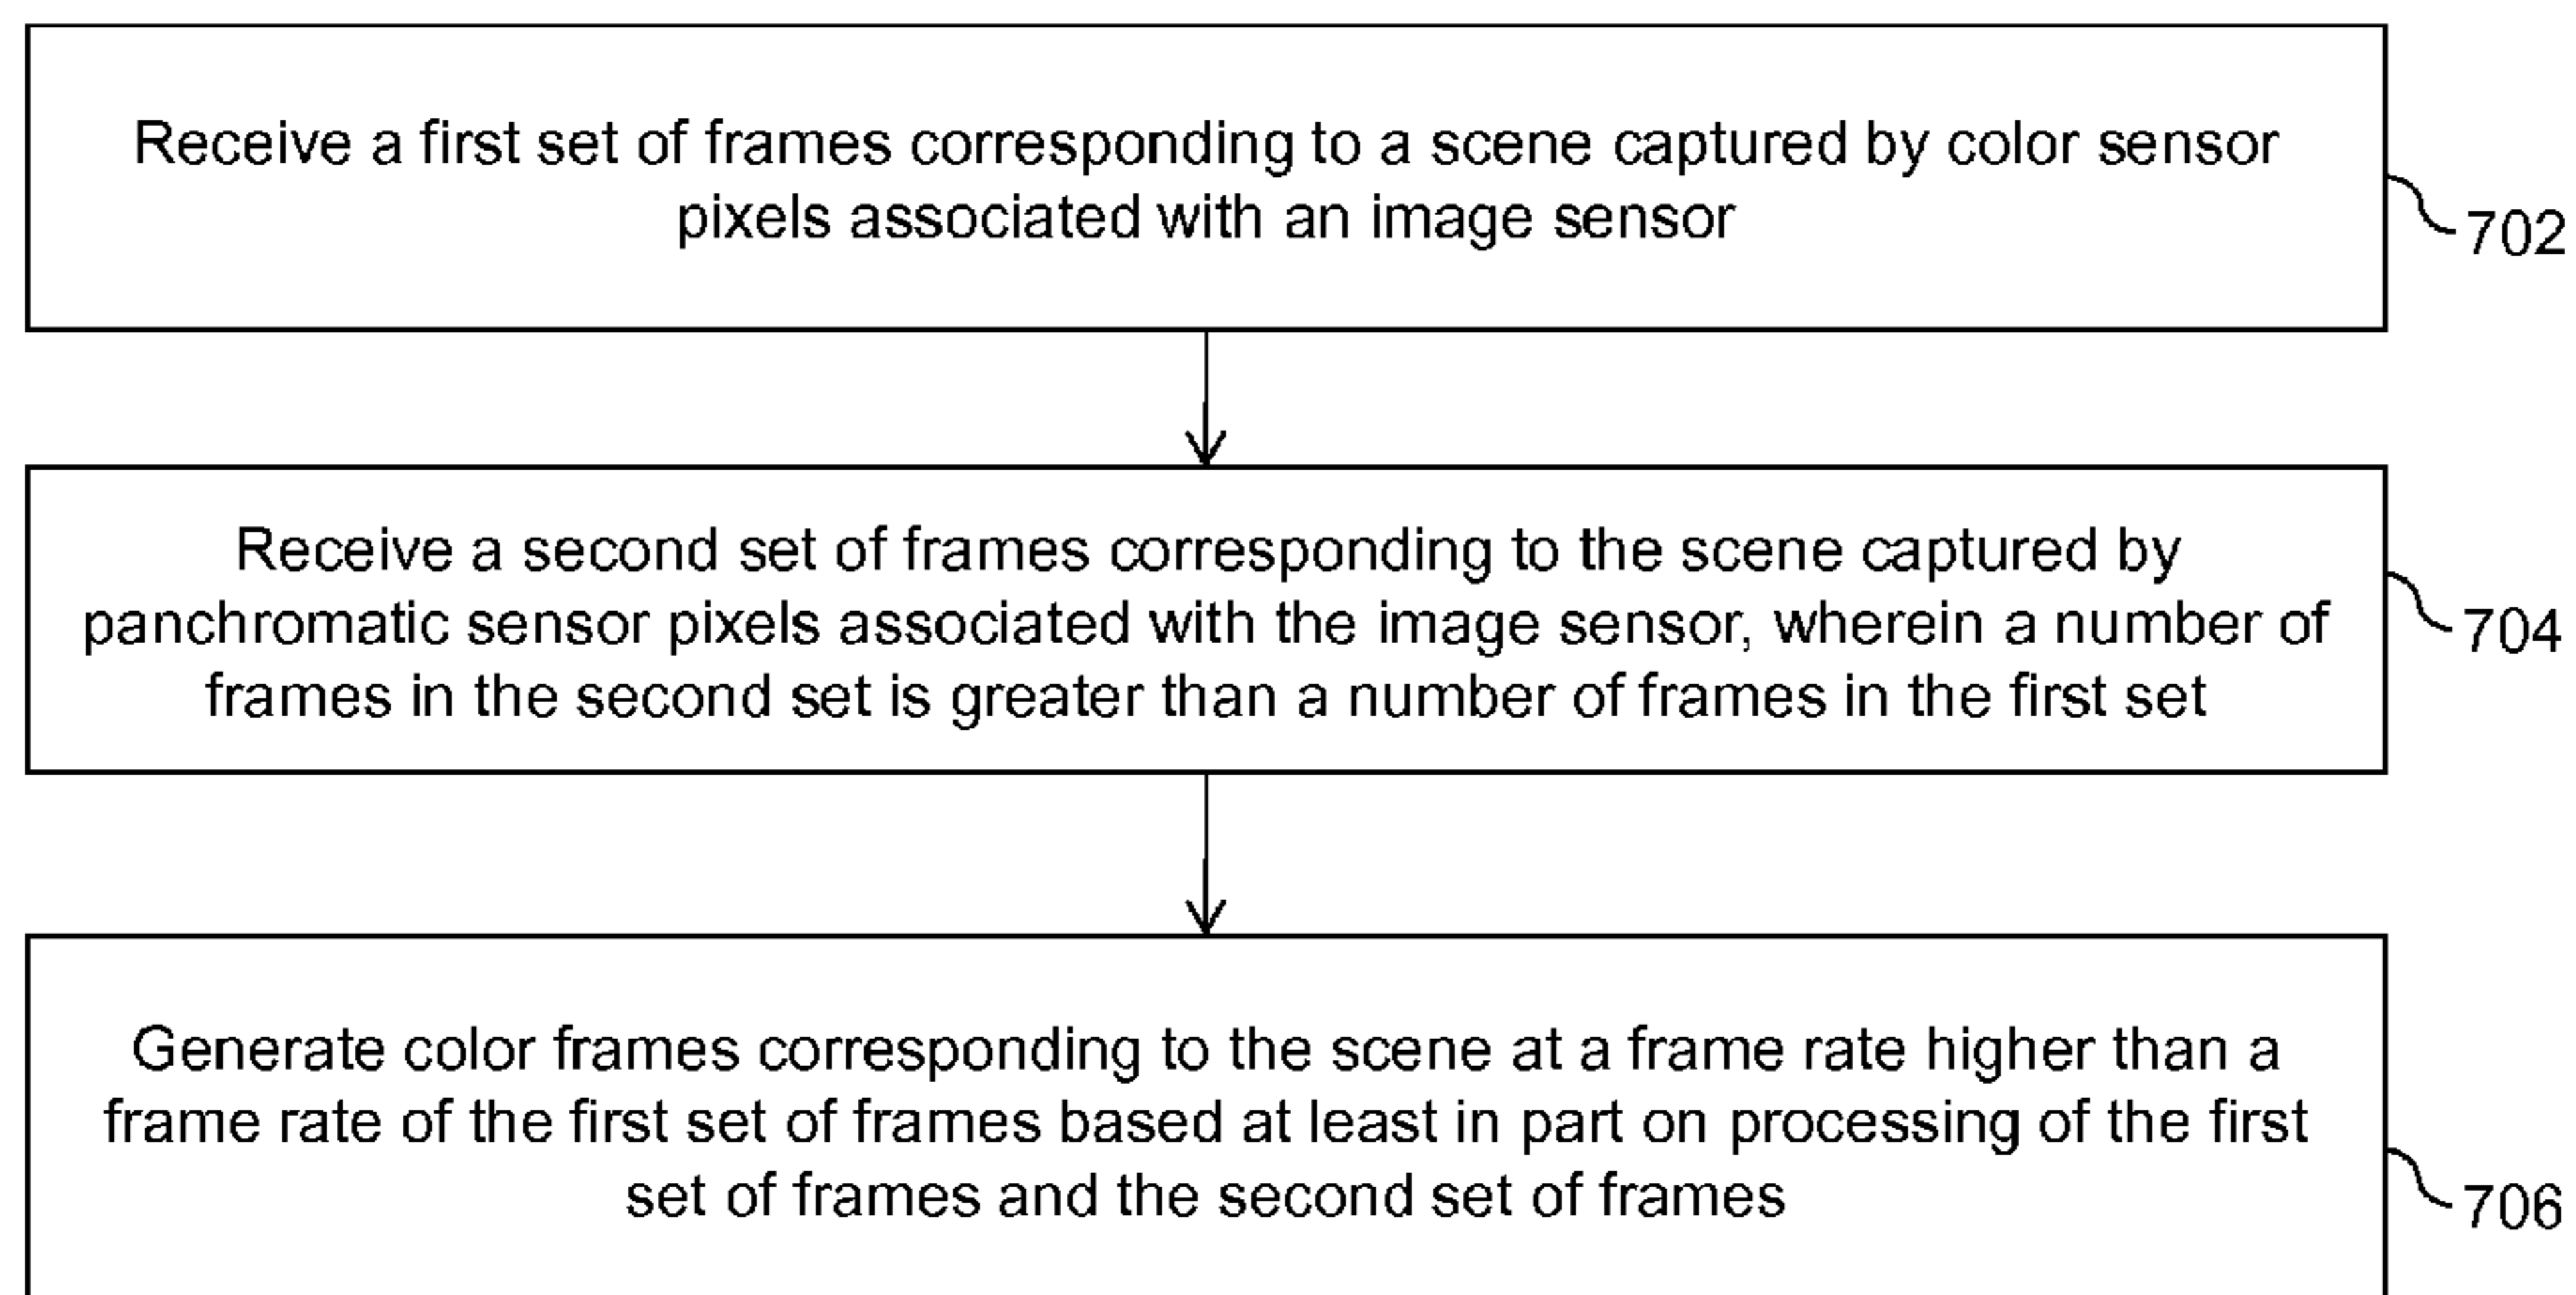 Receive a first set of frames corresponding to a scene captured by color sensor
pixels associated with an image sensor
702
Receive a second set of frames corresponding to the scene captured by
panchromatic sensor pixels associated with the image sensor, wherein a number of
frames in the second set is greater than a number of frames in the first set
704
Generate color frames corresponding to the scene at a frame rate higher than a
frame rate of the first set of frames based at least in part on processing of the first
set of frames and the second set of frames
706